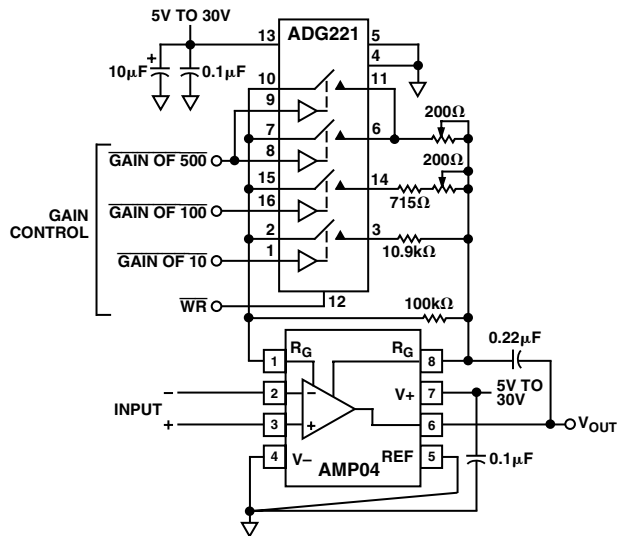 5V TO 30V
ADG221
13
5
4
+
10µF
0.1µF
10
11
9
200Ω
7
6
GAIN OF 500
8
200Ω
15
14
715Ω
GAIN
CONTROL
GAIN OF 100
16
2
3
10.9kΩ
GAIN OF 10
1
WR
12
100kΩ
0.22µF
1
RG
RG
8
INPUT
–
2
–
V+
7
5V TO
30V
+
3
+
6
VOUT
4
V–
REF
5
0.1µF
AMP04